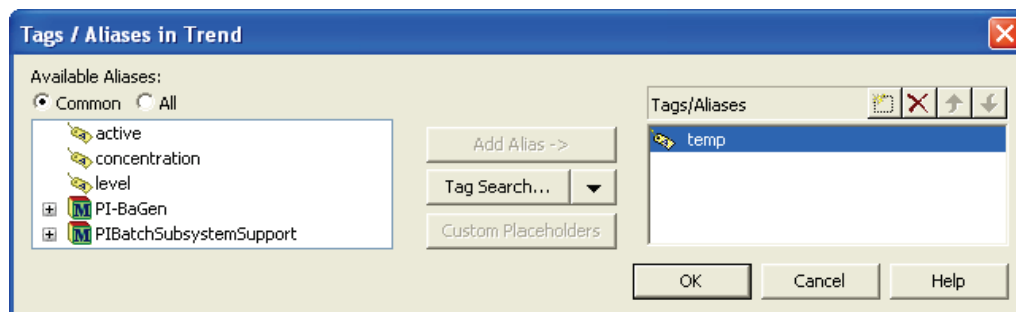 Tags / Aliases in Trend
Available Aliases:
Common All
active
concentration
level
PI-BaGen
PIBatchSubsystemSupport
Add Alias ->
Tag Search...
Custom Placeholders
Tags/Aliases
temp
OK Cancel Help